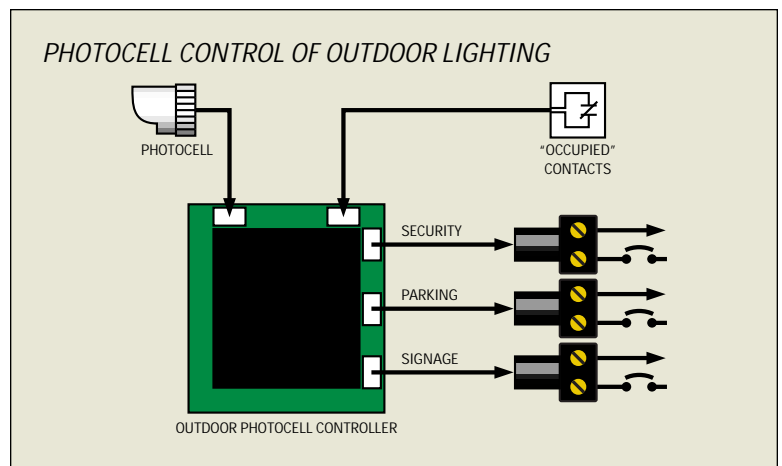 PHOTOCELL CONTROL OF OUTDOOR LIGHTING
PHOTOCELL
"OCCUPIED"
CONTACTS
SECURITY
PARKING
SIGNAGE
OUTDOOR PHOTOCELL CONTROLLER